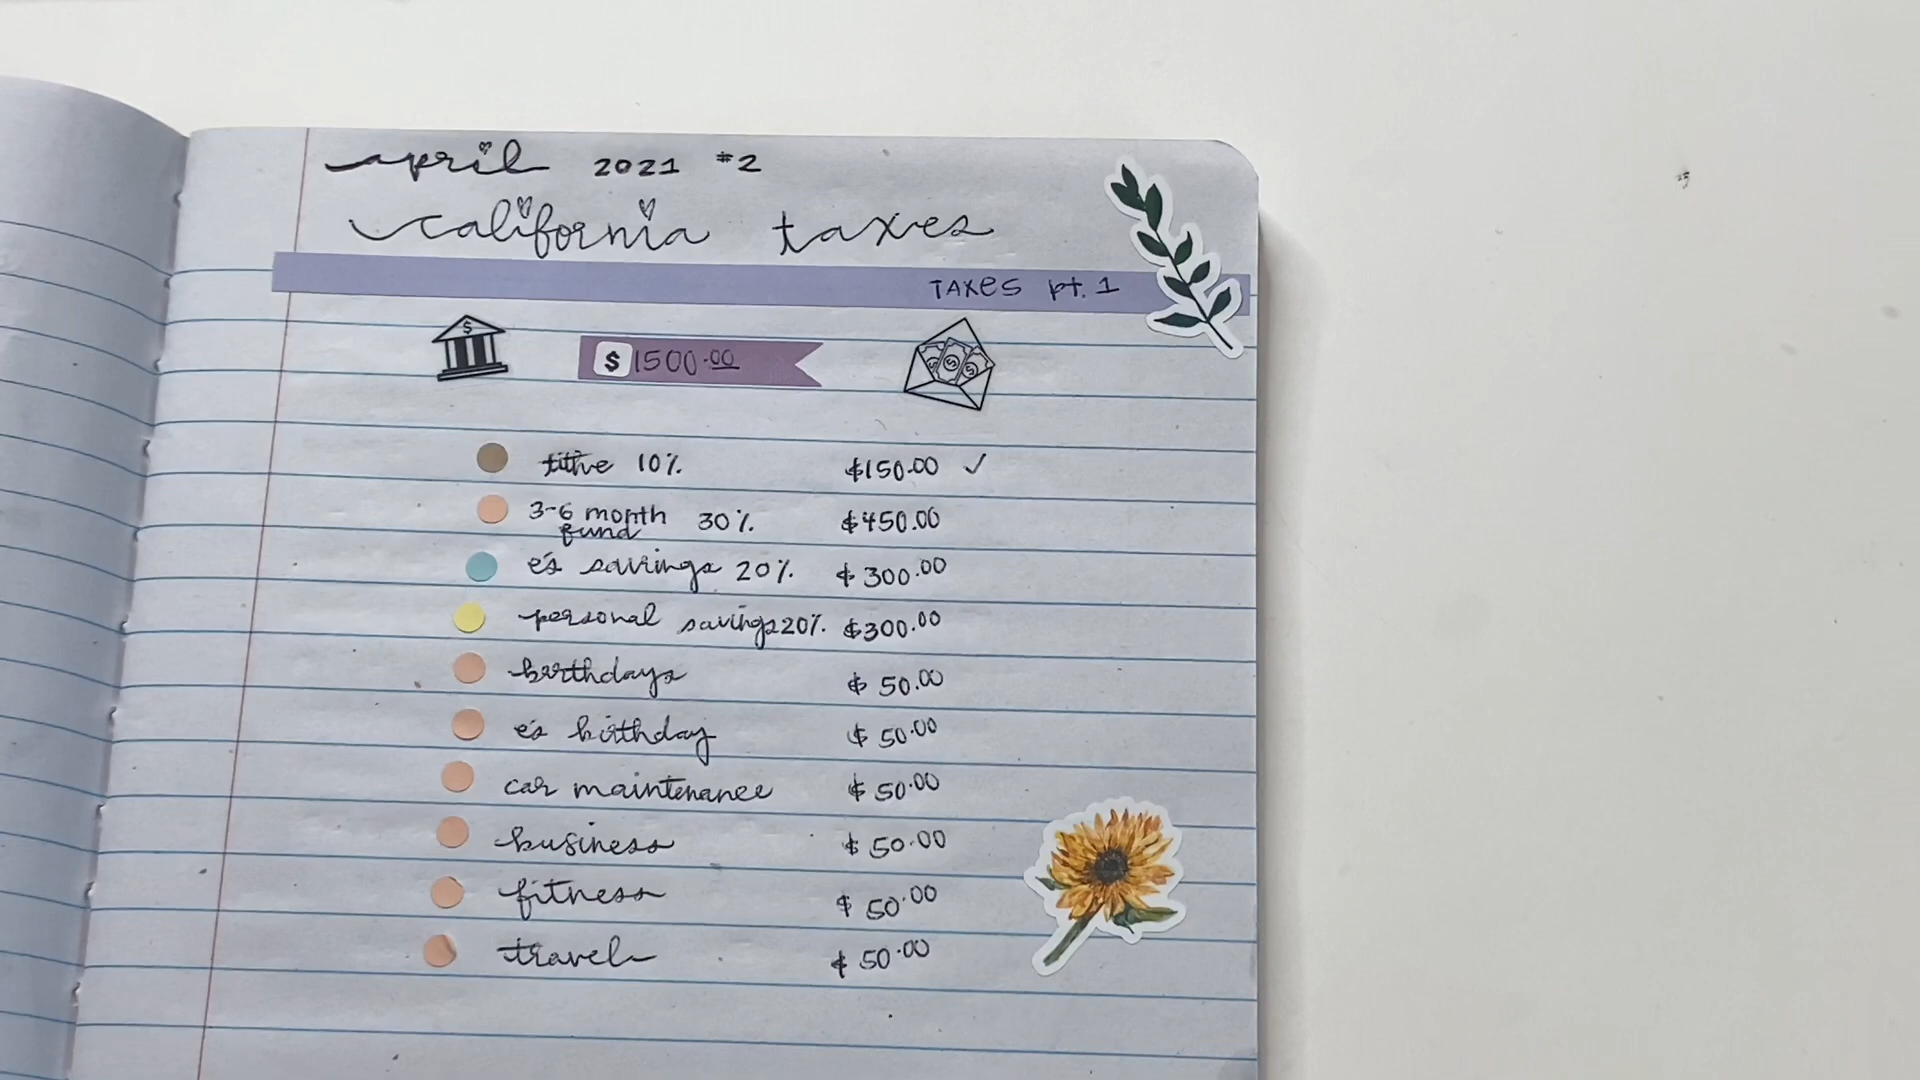 april 2021 #2
california taxes
TAXES pt. 1
$ 1500.00
tithe 10% $150.00 ✓
3-6 month fund 30% $450.00
e's savings 20% $300.00
personal savings 20% $300.00
birthdays $50.00
e's birthday $50.00
car maintenance $50.00
business $50.00
fitness $50.00
travel $50.00